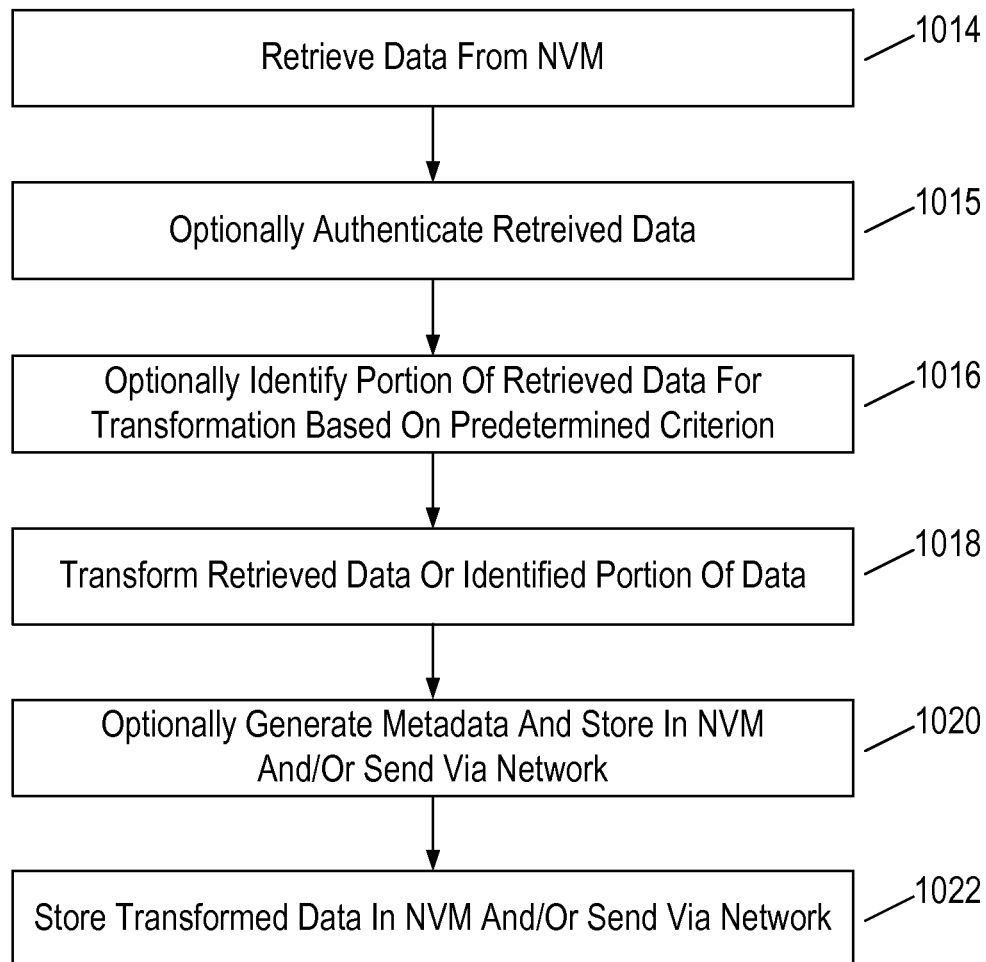 Retrieve Data From NVM
1014
Optionally Authenticate Retreived Data
1015
Optionally Identify Portion Of Retrieved Data For
Transformation Based On Predetermined Criterion
1016
Transform Retrieved Data Or Identified Portion Of Data
1018
Optionally Generate Metadata And Store In NVM
And/Or Send Via Network
1020
Store Transformed Data In NVM And/Or Send Via Network
1022